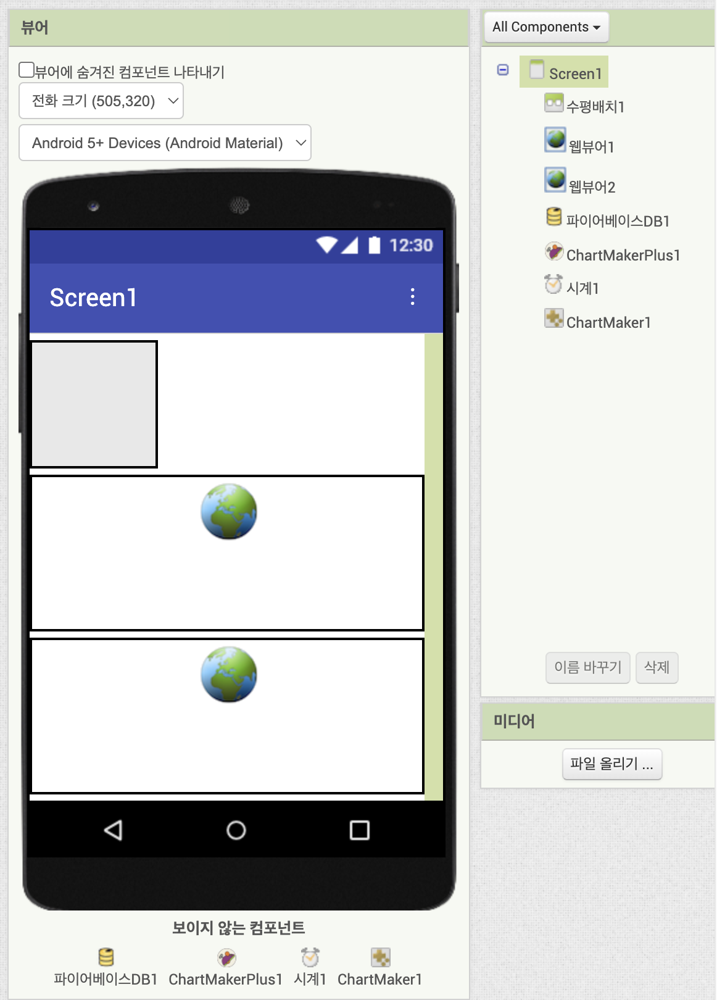 뷰어
뷰어에 숨겨진 컴포넌트 나타내기
전화 크기 (505,320)
Android 5+ Devices (Android Material)
12:30
Screen1
보이지 않는 컴포넌트
파이어베이스DB1
ChartMakerPlus1
시계1
ChartMaker1
All Components
Screen1
수평배치1
웹뷰어1
웹뷰어2
파이어베이스DB1
ChartMakerPlus1
시계1
ChartMaker1
이름 바꾸기
삭제
미디어
파일 올리기 ...